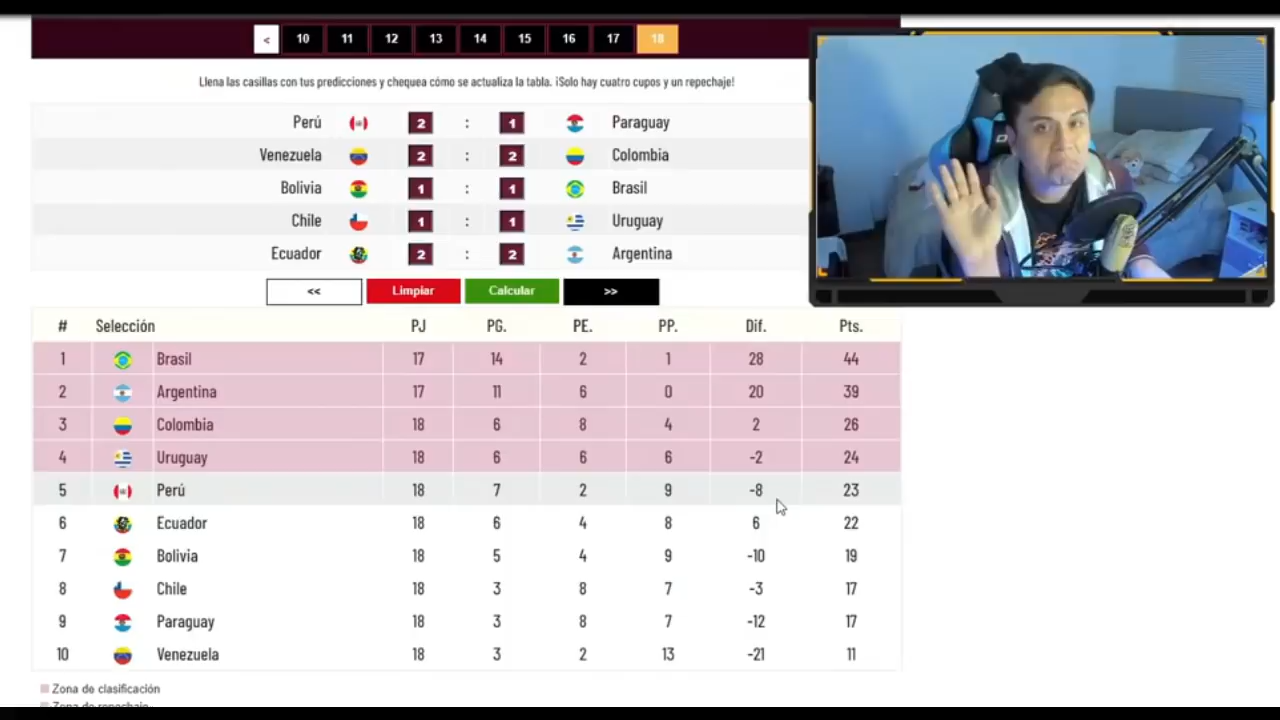 < 10 11 12 13 14 15 16 17 18
Llena las casillas con tus predicciones y chequea cómo se actualiza la tabla. ¡Solo hay cuatro cupos y un repechaje!
Perú 2 : 1 Paraguay
Venezuela 2 : 2 Colombia
Bolivia 1 : 1 Brasil
Chile 1 : 1 Uruguay
Ecuador 2 : 2 Argentina
<< Limpiar Calcular >>
# Selección PJ PG. PE. PP. Dif. Pts.
1 Brasil 17 14 2 1 28 44
2 Argentina 17 11 6 0 20 39
3 Colombia 18 6 8 4 2 26
4 Uruguay 18 6 6 6 -2 24
5 Perú 18 7 2 9 -8 23
6 Ecuador 18 6 4 8 6 22
7 Bolivia 18 5 4 9 -10 19
8 Chile 18 3 8 7 -3 17
9 Paraguay 18 3 8 7 -12 17
10 Venezuela 18 3 2 13 -21 11
Zona de clasificación
Zona de repechaje